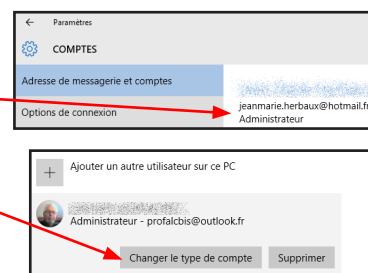 ← Paramètres
COMPTES
Adresse de messagerie et comptes
jeanmarie.herbaux@hotmail.fr
Options de connexion
Administrateur
+ Ajouter un autre utilisateur sur ce PC
Administrateur - profalcbis@outlook.fr
Changer le type de compte Supprimer